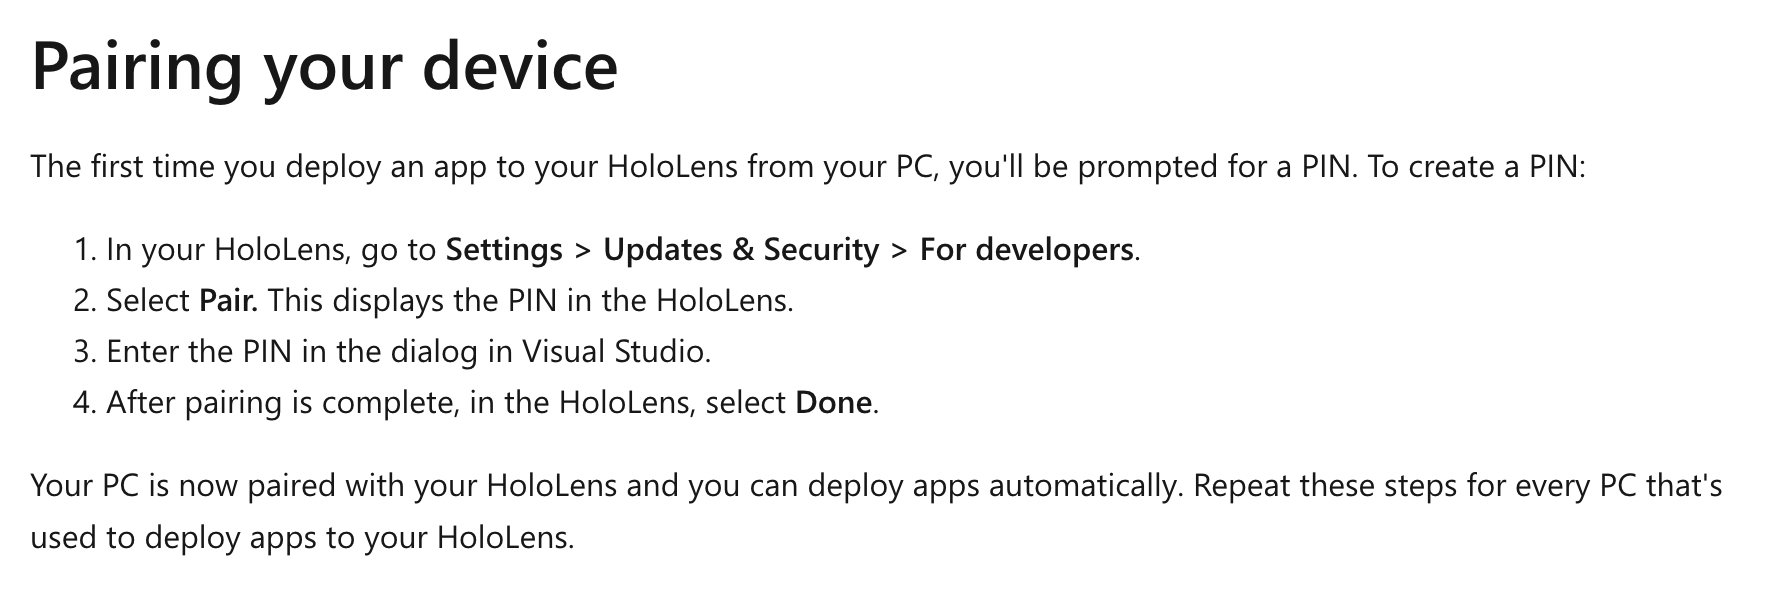 Pairing your device
The first time you deploy an app to your HoloLens from your PC, you'll be prompted for a PIN. To create a PIN:
1. In your HoloLens, go to Settings > Updates & Security > For developers.
2. Select Pair. This displays the PIN in the HoloLens.
3. Enter the PIN in the dialog in Visual Studio.
4. After pairing is complete, in the HoloLens, select Done.
Your PC is now paired with your HoloLens and you can deploy apps automatically. Repeat these steps for every PC that's
used to deploy apps to your HoloLens.